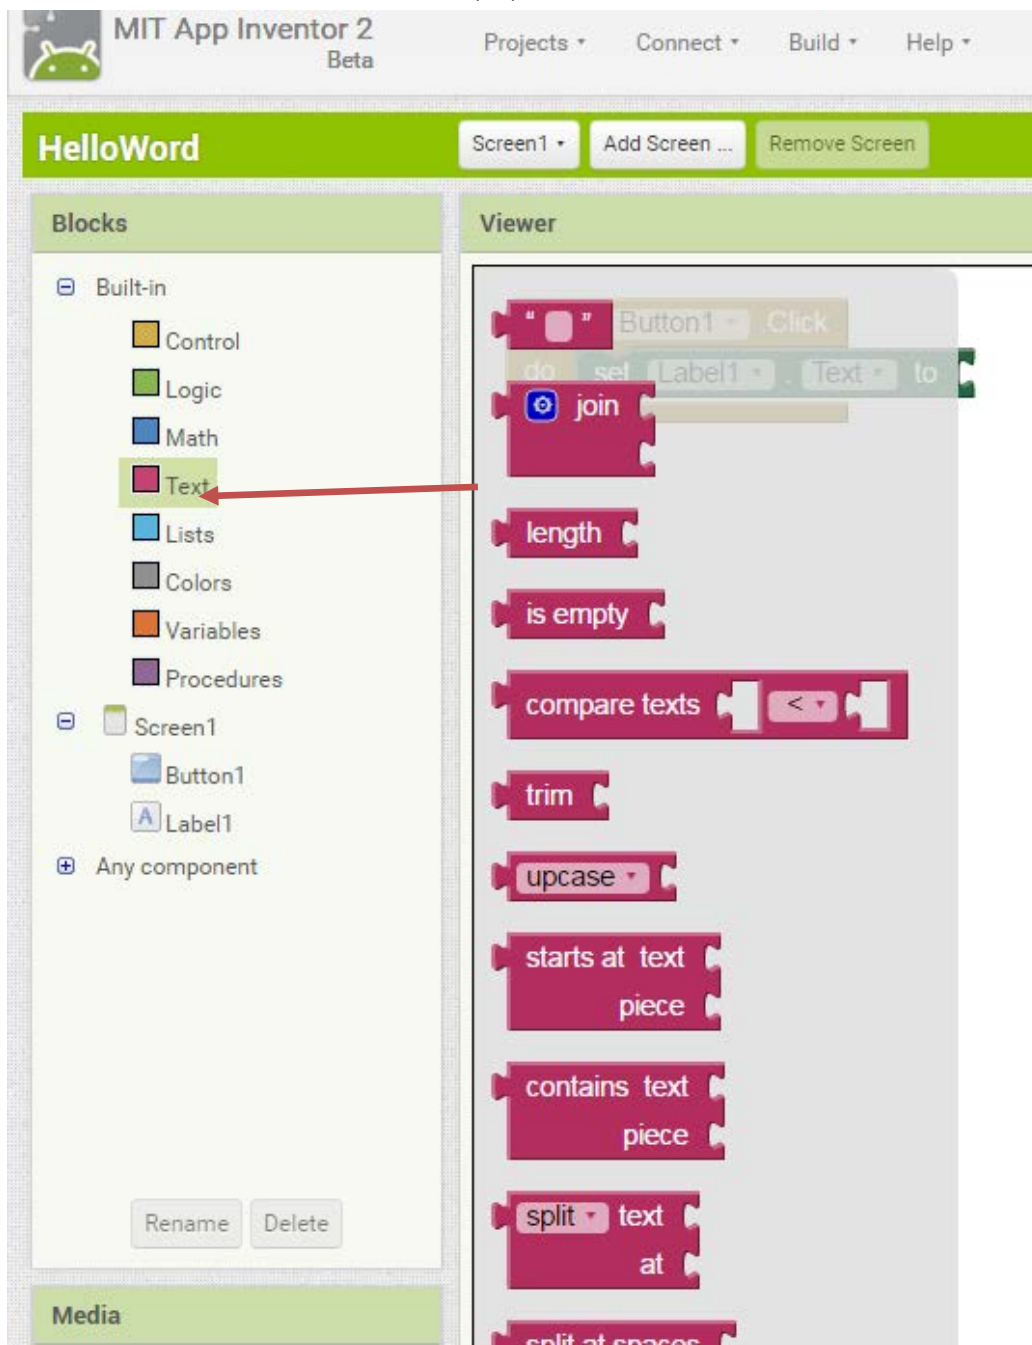 MIT App Inventor 2
Beta
Projects Connect Build Help
HelloWord
Screen1 Add Screen ... Remove Screen
Blocks
Viewer
Built-in
Control
Logic
Math
Text
Lists
Colors
Variables
Procedures
Screen1
Button1
A Label1
Any component
Rename Delete
Media
" " Button1 Click
do set Label1 . Text to
join
length
is empty
compare texts <
trim
upcase
starts at text
piece
contains text
piece
split text
at
split at spaces